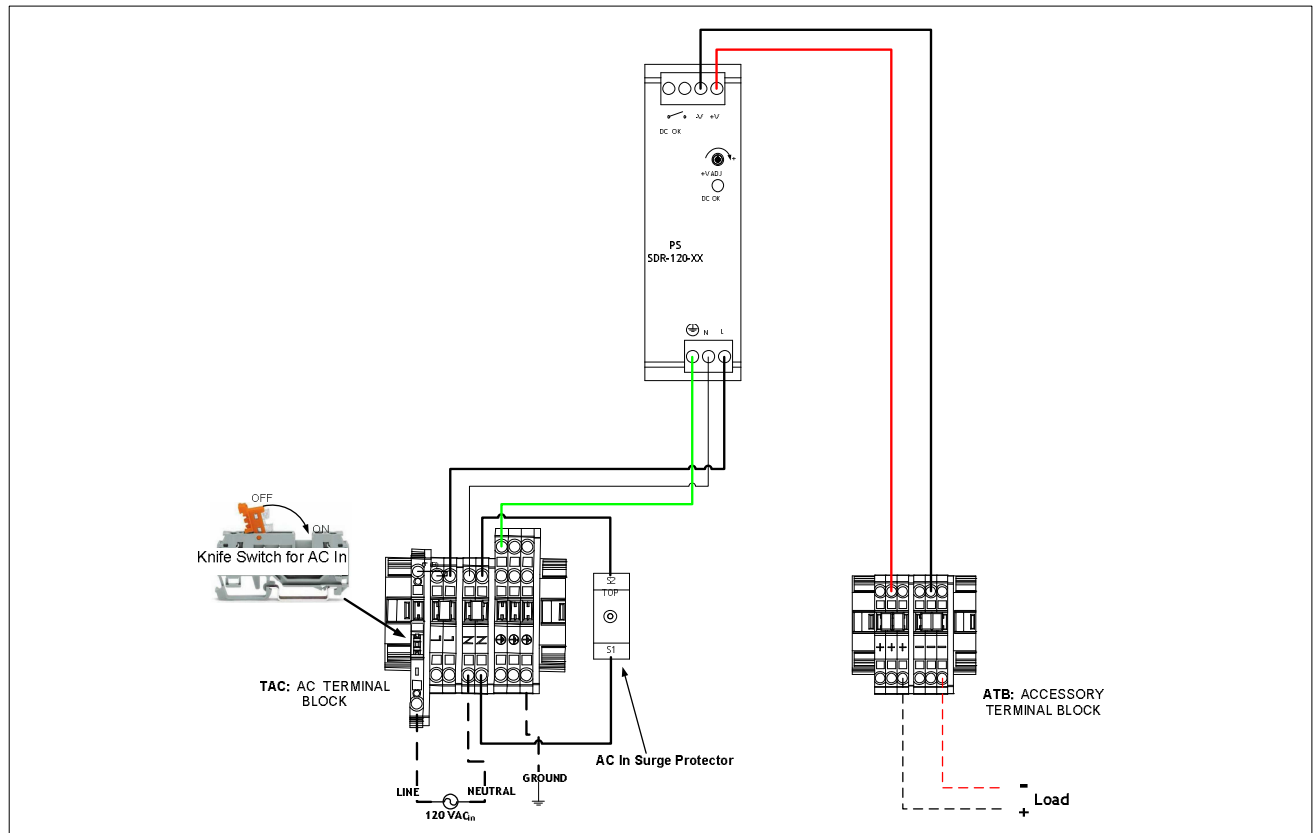 -V +V
DC OK
+
+V ADJ
DC OK
PS
SDR-120-XX
N L
OFF
ON
Knife Switch for AC In
S2
TOP
S1
L L N N
+ + + − − −
TAC: AC TERMINAL
BLOCK
ATB: ACCESSORY
TERMINAL BLOCK
AC In Surge Protector
LINE
NEUTRAL
GROUND
120 VACin
-
+
Load